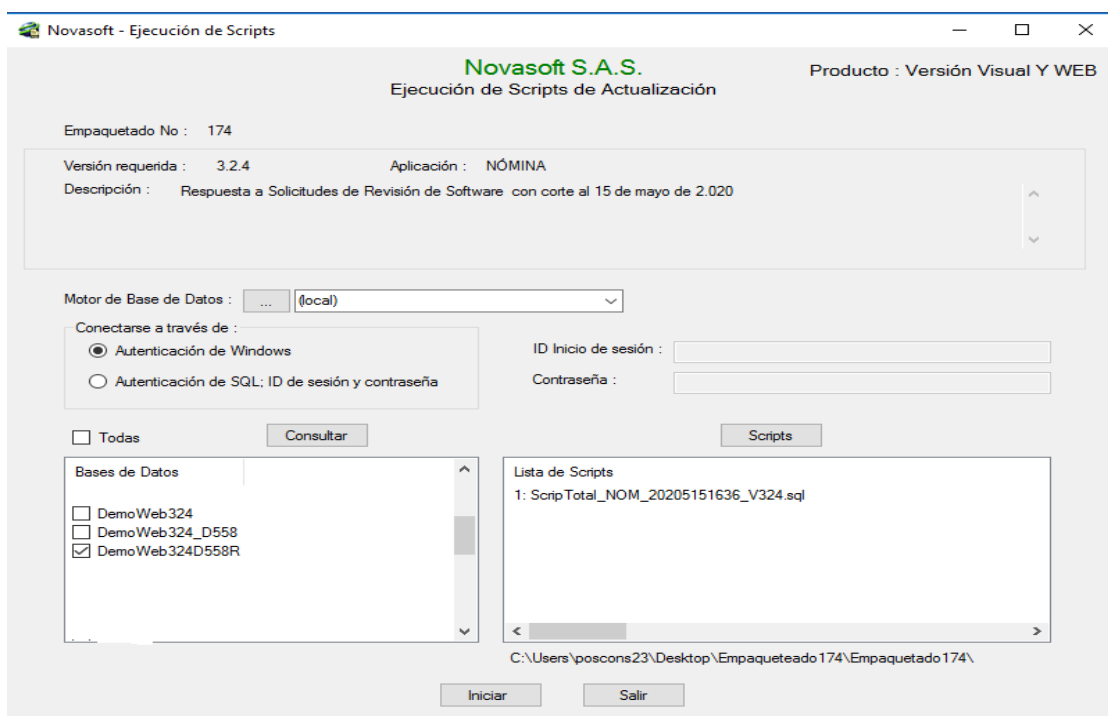 Novasoft - Ejecución de Scripts
Novasoft S.A.S.
Producto : Versión Visual Y WEB
Ejecución de Scripts de Actualización
Empaquetado No : 174
Versión requerida : 3.2.4 Aplicación : NÓMINA
Descripción : Respuesta a Solicitudes de Revisión de Software con corte al 15 de mayo de 2.020
Motor de Base de Datos : ... (local)
Conectarse a través de :
Autenticación de Windows
Autenticación de SQL; ID de sesión y contraseña
ID Inicio de sesión :
Contraseña :
Todas Consultar
Scripts
Bases de Datos
DemoWeb324
DemoWeb324_D558
DemoWeb324D558R
Lista de Scripts
1: ScripTotal_NOM_20205151636_V324.sql
C:\Users\poscons23\Desktop\Empaqueteado174\Empaquetado174\
Iniciar Salir